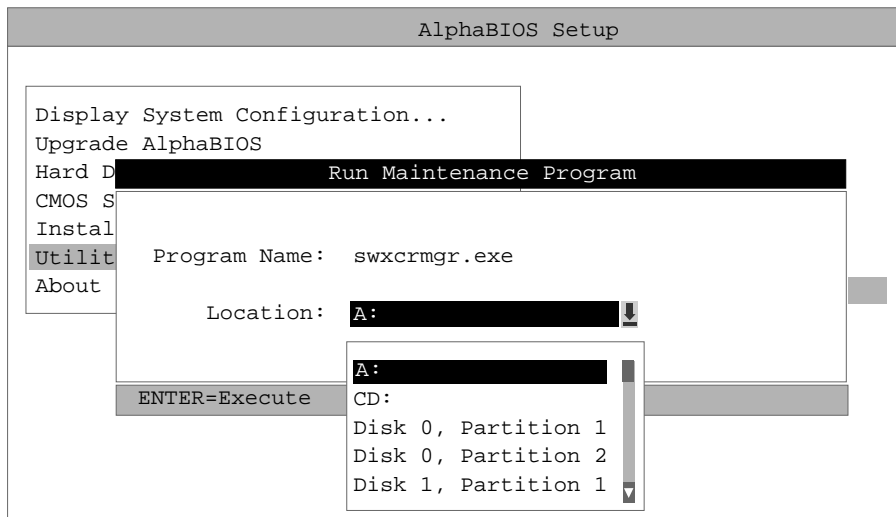 AlphaBIOS Setup
Display System Configuration...
Upgrade AlphaBIOS
Hard D
CMOS S
Instal
Utilit
About
Run Maintenance Program
Program Name: swxcrmgr.exe
Location: A:
A:
CD:
Disk 0, Partition 1
Disk 0, Partition 2
Disk 1, Partition 1
ENTER=Execute